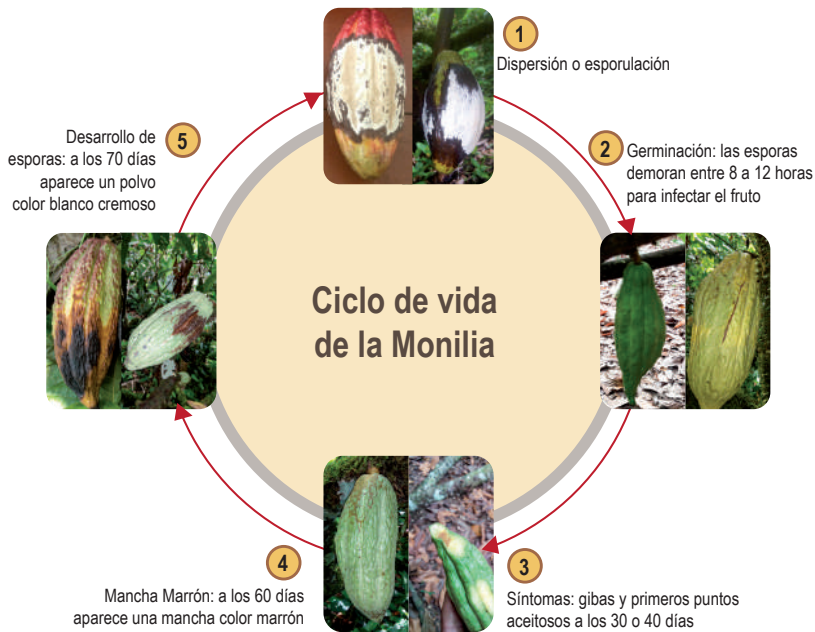 Ciclo de vida
de la Monilia
1
Dispersión o esporulación
2
Germinación: las esporas
demoran entre 8 a 12 horas
para infectar el fruto
3
Síntomas: gibas y primeros puntos
aceitosos a los 30 o 40 días
4
Mancha Marrón: a los 60 días
aparece una mancha color marrón
5
Desarrollo de
esporas: a los 70 días
aparece un polvo
color blanco cremoso